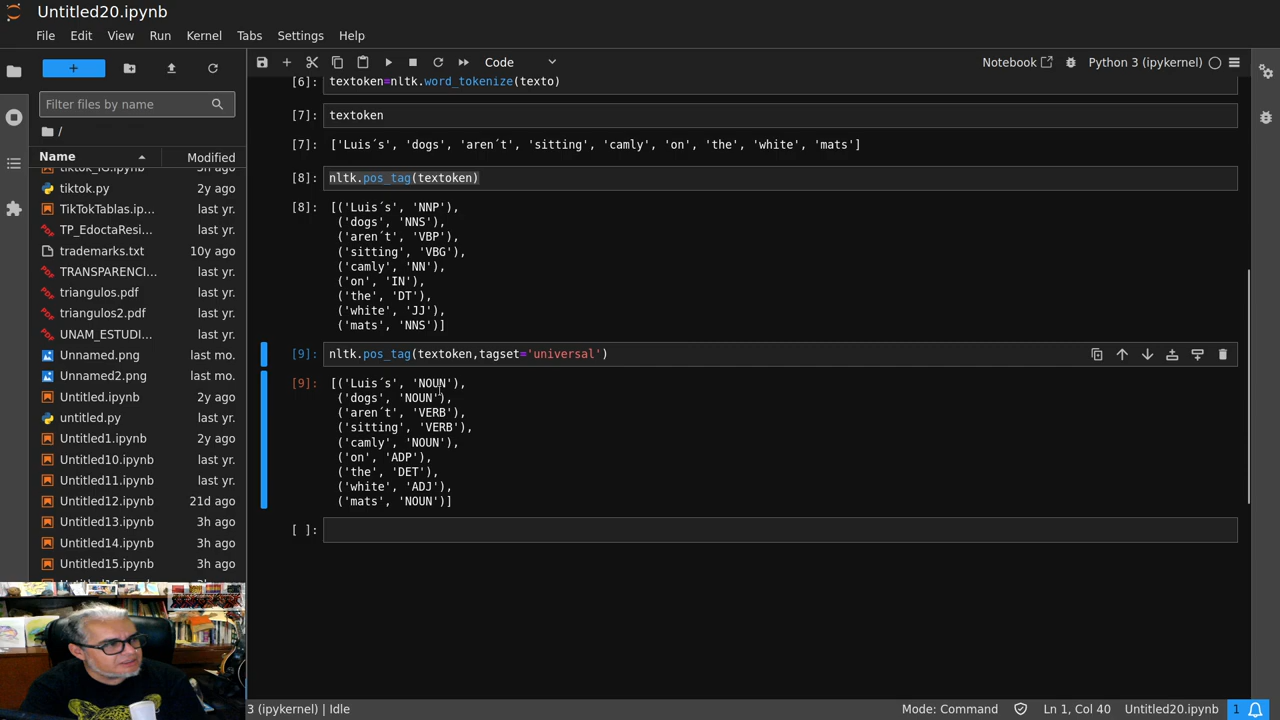 Untitled20.ipynb
File Edit View Run Kernel Tabs Settings Help
+
Filter files by name
/
Name Modified
tiktok_IG.ipynb last yr.
tiktok.py 2y ago
TikTokTablas.ip... last yr.
TP_EdoctaResi... last yr.
trademarks.txt 10y ago
TRANSPARENCI... last yr.
triangulos.pdf last yr.
triangulos2.pdf last yr.
UNAM_ESTUDI... last yr.
Unnamed.png last mo.
Unnamed2.png last mo.
Untitled.ipynb last yr.
untitled.py 2y ago
Untitled1.ipynb 2y ago
Untitled10.ipynb last yr.
Untitled11.ipynb last yr.
Untitled12.ipynb 21d ago
Untitled13.ipynb 3h ago
Untitled14.ipynb 3h ago
Untitled15.ipynb 3h ago
Code
Notebook Python 3 (ipykernel)
[6]: textoken=nltk.word_tokenize(texto)
[7]: textoken
[7]: ['Luis´s', 'dogs', 'aren´t', 'sitting', 'camly', 'on', 'the', 'white', 'mats']
[8]: nltk.pos_tag(textoken)
[8]: [('Luis´s', 'NNP'),
('dogs', 'NNS'),
('aren´t', 'VBP'),
('sitting', 'VBG'),
('camly', 'NN'),
('on', 'IN'),
('the', 'DT'),
('white', 'JJ'),
('mats', 'NNS')]
[9]: nltk.pos_tag(textoken,tagset='universal')
[9]: [('Luis´s', 'NOUN'),
('dogs', 'NOUN'),
('aren´t', 'VERB'),
('sitting', 'VERB'),
('camly', 'NOUN'),
('on', 'ADP'),
('the', 'DET'),
('white', 'ADJ'),
('mats', 'NOUN')]
[ ]:
3 (ipykernel) | Idle
Mode: Command Ln 1, Col 40 Untitled20.ipynb 1